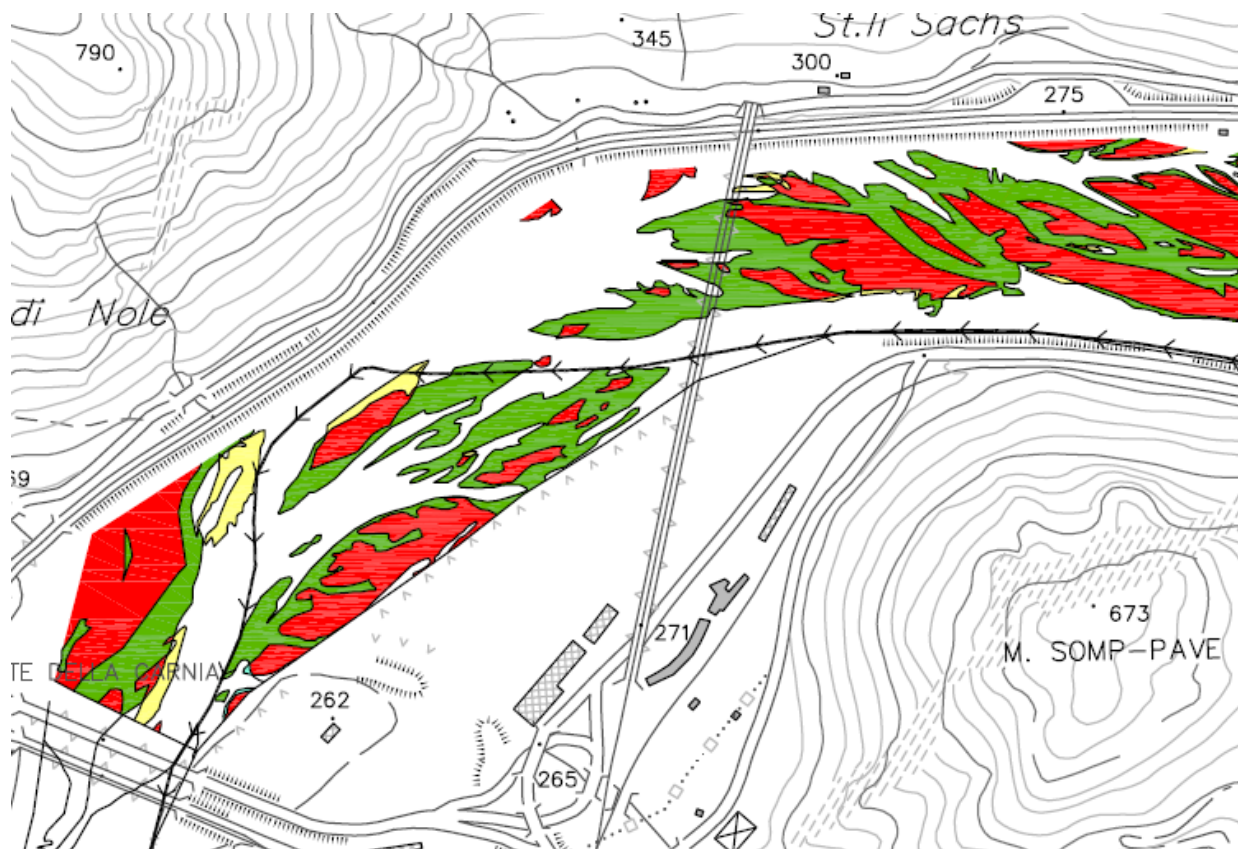 St.li Sachs
790
345
300
275
di Nole
69
673
271
M. SOMP-PAVE
TE DELLA CARNIA
262
265